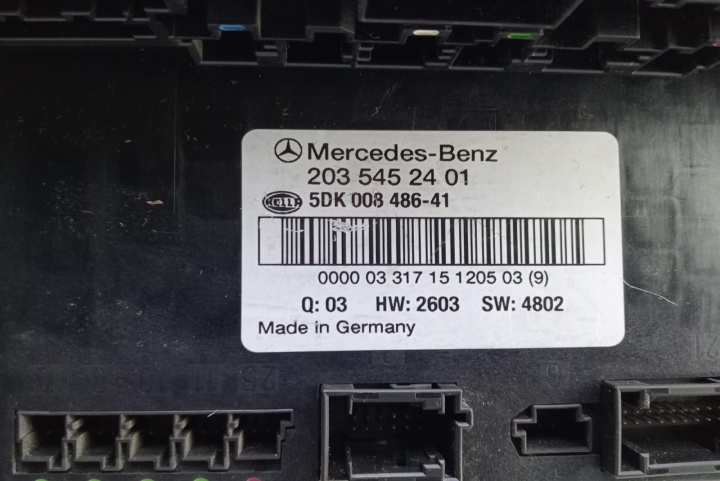 Mercedes-Benz
203 545 24 01
HELLA 5DK 008 486-41
0000 03 317 15 1205 03 (9)
Q: 03 HW: 2603 SW: 4802
Made in Germany